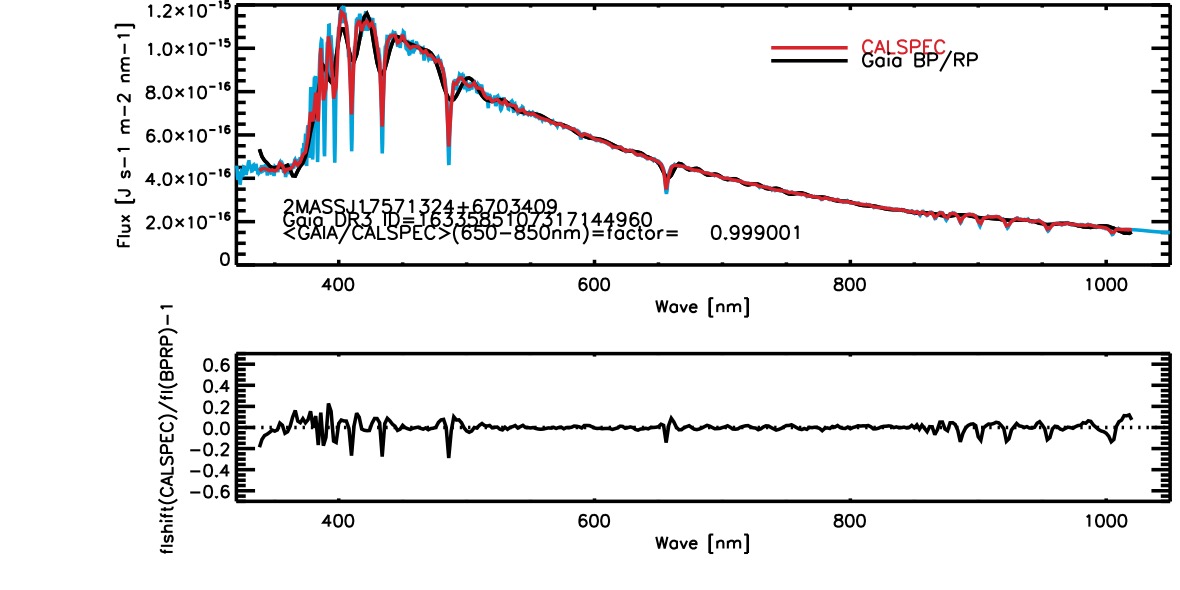 1.2×10⁻¹⁵
1.0×10⁻¹⁵
8.0×10⁻¹⁶
6.0×10⁻¹⁶
4.0×10⁻¹⁶
2.0×10⁻¹⁶
0
Flux [J s−1 m−2 nm−1]
CALSPEC
Gaia BP/RP
2MASSJ17571324+6703409
Gaia DR3 ID=1633585107317144960
<GAIA/CALSPEC>(650−850nm)=factor= 0.999001
400 600 800 1000
Wave [nm]
flshift(CALSPEC)/fl(BPRP)−1
0.6
0.4
0.2
0.0
−0.2
−0.4
−0.6
400 600 800 1000
Wave [nm]